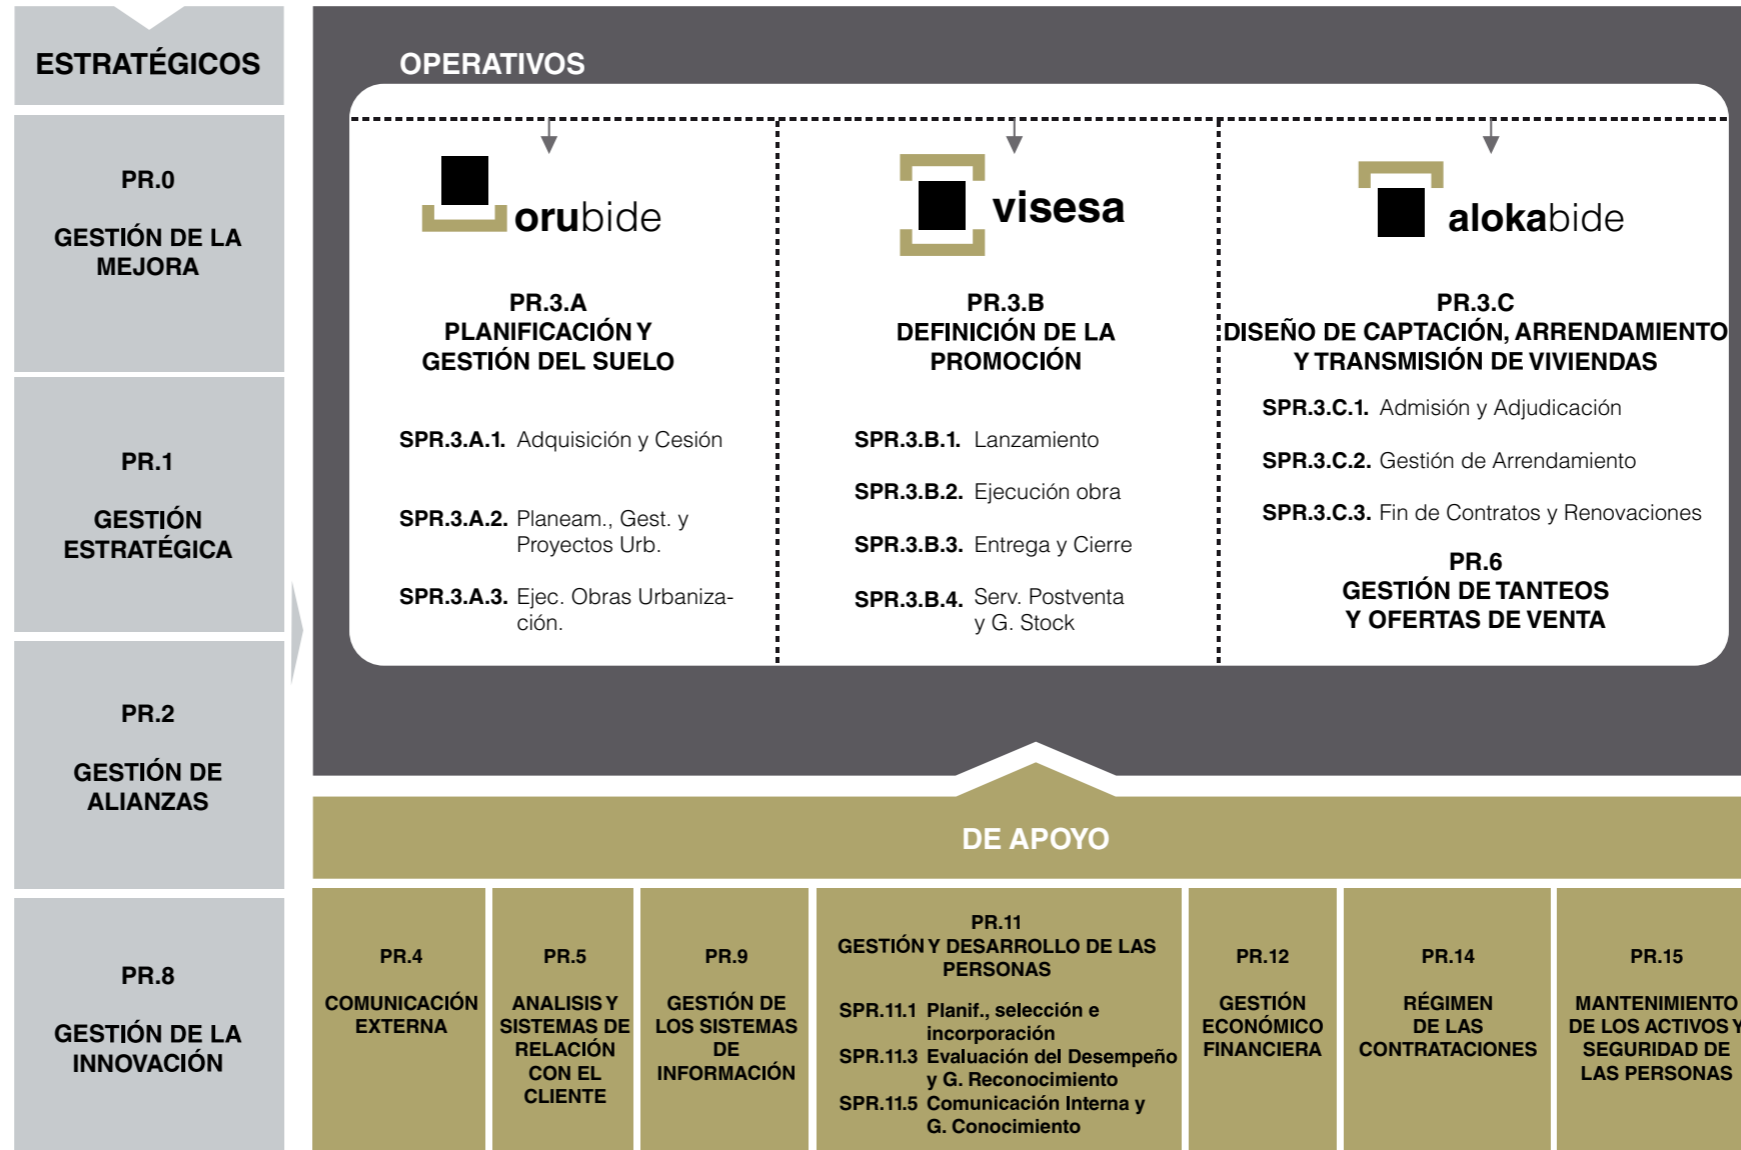 ESTRATÉGICOS
PR.0
GESTIÓN DE LA
MEJORA
PR.1
GESTIÓN
ESTRATÉGICA
PR.2
GESTIÓN DE
ALIANZAS
PR.8
GESTIÓN DE LA
INNOVACIÓN
OPERATIVOS
orubide
PR.3.A
PLANIFICACIÓN Y
GESTIÓN DEL SUELO
SPR.3.A.1. Adquisición y Cesión
SPR.3.A.2. Planeam., Gest. y
Proyectos Urb.
SPR.3.A.3. Ejec. Obras Urbaniza-
ción.
visesa
PR.3.B
DEFINICIÓN DE LA
PROMOCIÓN
SPR.3.B.1. Lanzamiento
SPR.3.B.2. Ejecución obra
SPR.3.B.3. Entrega y Cierre
SPR.3.B.4. Serv. Postventa
y G. Stock
alokabide
PR.3.C
DISEÑO DE CAPTACIÓN, ARRENDAMIENTO
Y TRANSMISIÓN DE VIVIENDAS
SPR.3.C.1. Admisión y Adjudicación
SPR.3.C.2. Gestión de Arrendamiento
SPR.3.C.3. Fin de Contratos y Renovaciones
PR.6
GESTIÓN DE TANTEOS
Y OFERTAS DE VENTA
DE APOYO
PR.4
COMUNICACIÓN
EXTERNA
PR.5
ANALISIS Y
SISTEMAS DE
RELACIÓN
CON EL
CLIENTE
PR.9
GESTIÓN DE
LOS SISTEMAS
DE
INFORMACIÓN
PR.11
GESTIÓN Y DESARROLLO DE LAS
PERSONAS
SPR.11.1 Planif., selección e
incorporación
SPR.11.3 Evaluación del Desempeño
y G. Reconocimiento
SPR.11.5 Comunicación Interna y
G. Conocimiento
PR.12
GESTIÓN
ECONÓMICO
FINANCIERA
PR.14
RÉGIMEN
DE LAS
CONTRATACIONES
PR.15
MANTENIMIENTO
DE LOS ACTIVOS Y
SEGURIDAD DE
LAS PERSONAS